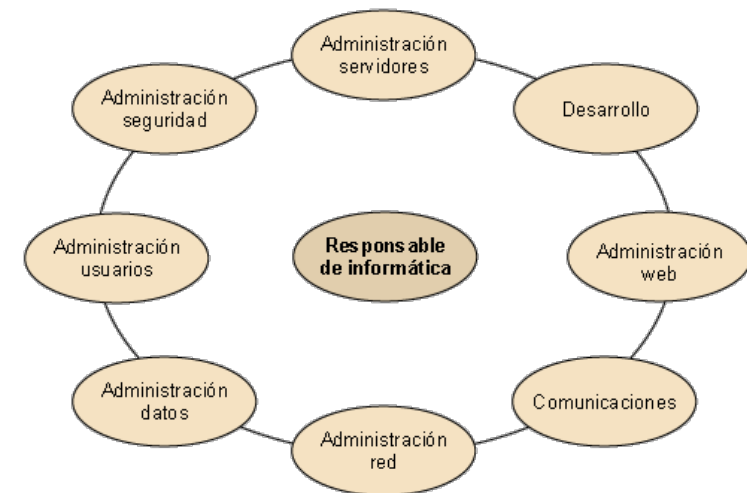 Administración
servidores
Administración
seguridad
Desarrollo
Administración
usuarios
Responsable
de informática
Administración
web
Administración
datos
Comunicaciones
Administración
red